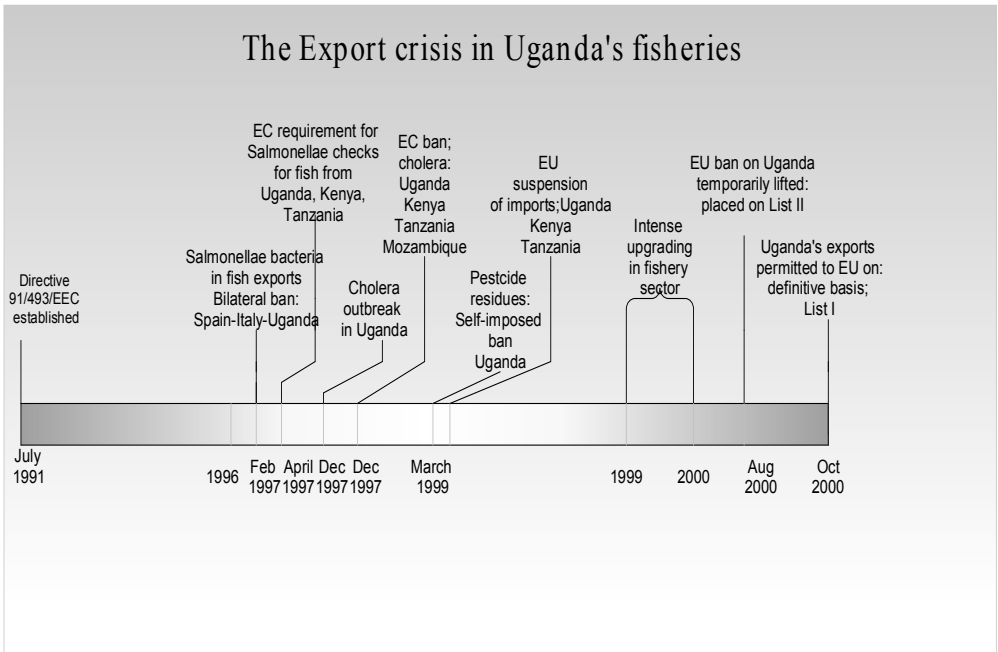 The Export crisis in Uganda's fisheries
Directive
91/493/EEC
established
Salmonellae bacteria
in fish exports
Bilateral ban:
Spain-Italy-Uganda
EC requirement for
Salmonellae checks
for fish from
Uganda, Kenya,
Tanzania
Cholera
outbreak
in Uganda
EC ban;
cholera:
Uganda
Kenya
Tanzania
Mozambique
Pestcide
residues:
Self-imposed
ban
Uganda
EU
suspension
of imports;Uganda
Kenya
Tanzania
Intense
upgrading
in fishery
sector
EU ban on Uganda
temporarily lifted:
placed on List II
Uganda's exports
permitted to EU on:
definitive basis;
List I
July
1991
1996
Feb
1997
April
1997
Dec
1997
Dec
1997
March
1999
1999
2000
Aug
2000
Oct
2000